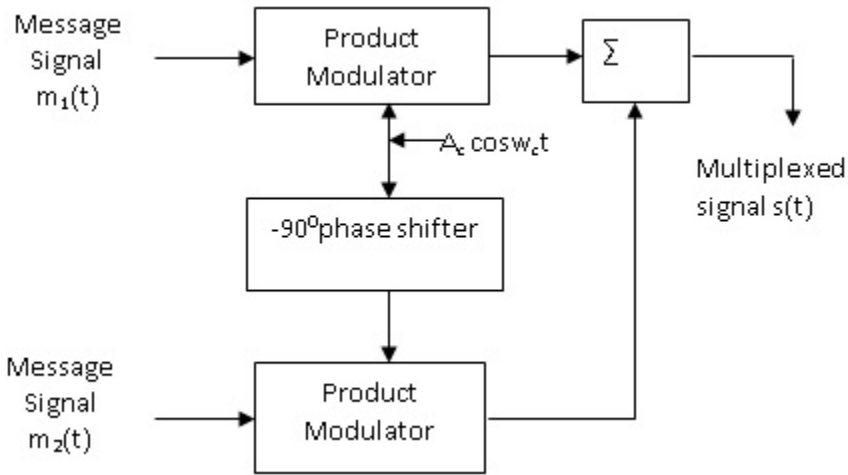 Message
Signal
m₁(t)
Product
Modulator
Σ
A꜀ cosw꜀t
Multiplexed
signal s(t)
-90⁰phase shifter
Message
Signal
m₂(t)
Product
Modulator